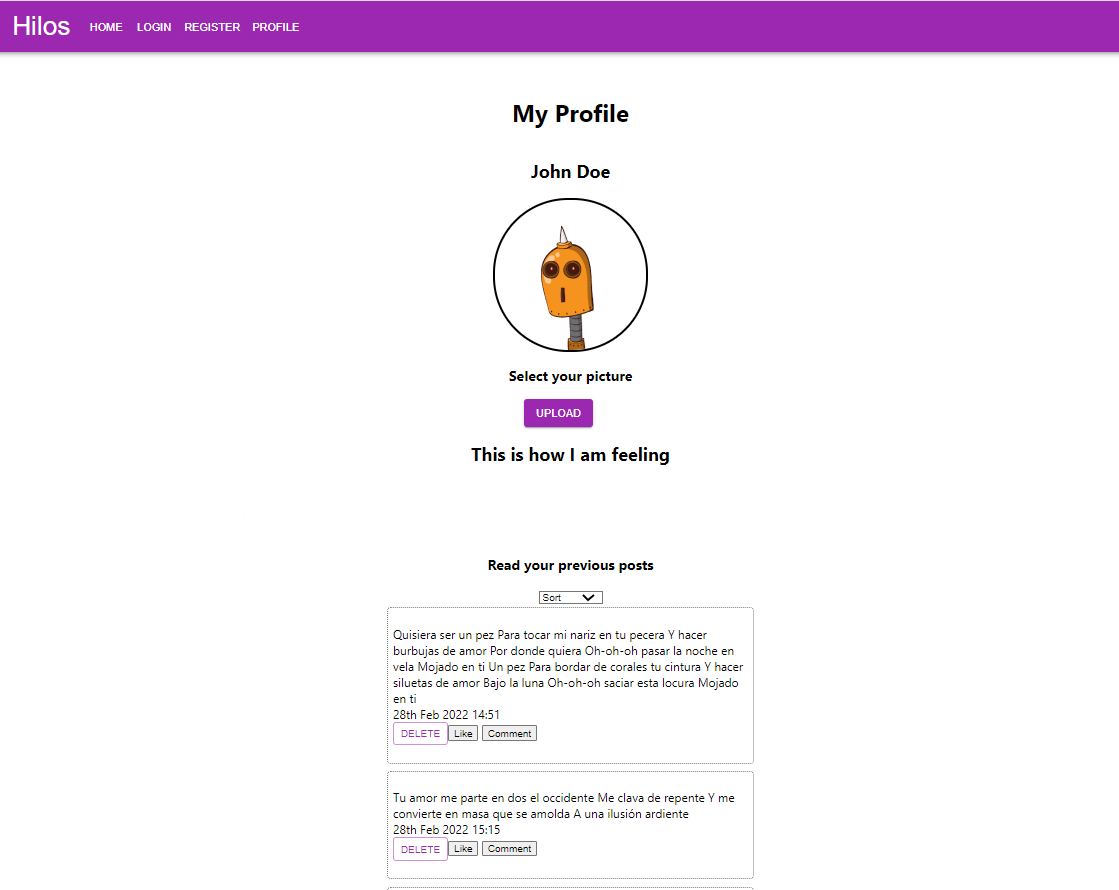 Hilos HOME LOGIN REGISTER PROFILE
My Profile
John Doe
Select your picture
UPLOAD
This is how I am feeling
Read your previous posts
Sort
Quisiera ser un pez Para tocar mi nariz en tu pecera Y hacer
burbujas de amor Por donde quiera Oh-oh-oh pasar la noche en
vela Mojado en ti Un pez Para bordar de corales tu cintura Y hacer
siluetas de amor Bajo la luna Oh-oh-oh saciar esta locura Mojado
en ti
28th Feb 2022 14:51
DELETE Like Comment
Tu amor me parte en dos el occidente Me clava de repente Y me
convierte en masa que se amolda A una ilusión ardiente
28th Feb 2022 15:15
DELETE Like Comment